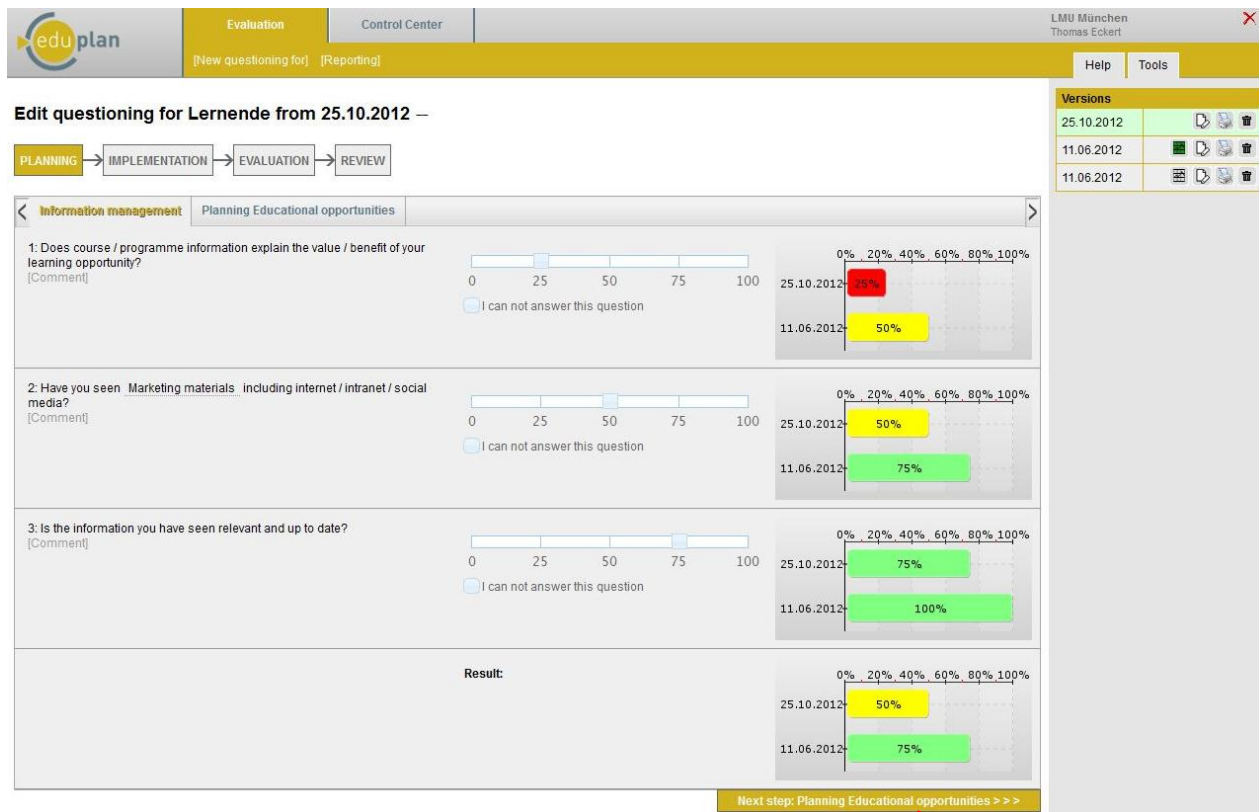 eduplan
Evaluation
Control Center
LMU München
Thomas Eckert
[New questioning for] [Reporting]
Help
Tools
Edit questioning for Lernende from 25.10.2012 —
Versions
25.10.2012
11.06.2012
11.06.2012
PLANNING
IMPLEMENTATION
EVALUATION
REVIEW
Information management
Planning Educational opportunities
1: Does course / programme information explain the value / benefit of your
learning opportunity?
[Comment]
0 25 50 75 100
I can not answer this question
0% 20% 40% 60% 80% 100%
25.10.2012 25%
11.06.2012 50%
2: Have you seen Marketing materials including internet / intranet / social
media?
[Comment]
0 25 50 75 100
I can not answer this question
0% 20% 40% 60% 80% 100%
25.10.2012 50%
11.06.2012 75%
3: Is the information you have seen relevant and up to date?
[Comment]
0 25 50 75 100
I can not answer this question
0% 20% 40% 60% 80% 100%
25.10.2012 75%
11.06.2012 100%
Result:
0% 20% 40% 60% 80% 100%
25.10.2012 50%
11.06.2012 75%
Next step: Planning Educational opportunities > > >